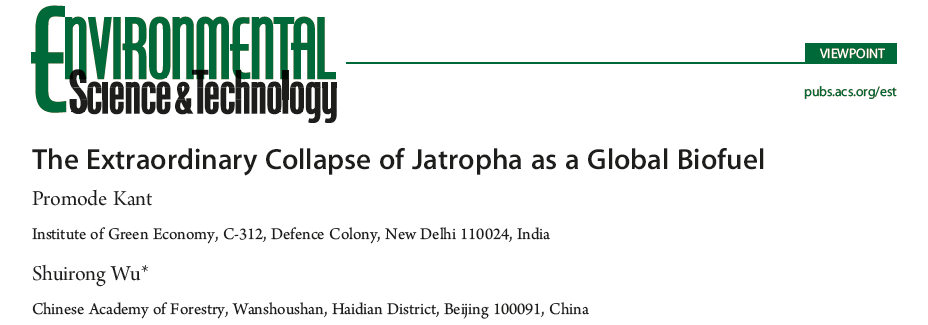 ENVIRONMENTAL
Science & Technology
VIEWPOINT
pubs.acs.org/est
The Extraordinary Collapse of Jatropha as a Global Biofuel
Promode Kant
Institute of Green Economy, C-312, Defence Colony, New Delhi 110024, India
Shuirong Wu*
Chinese Academy of Forestry, Wanshoushan, Haidian District, Beijing 100091, China